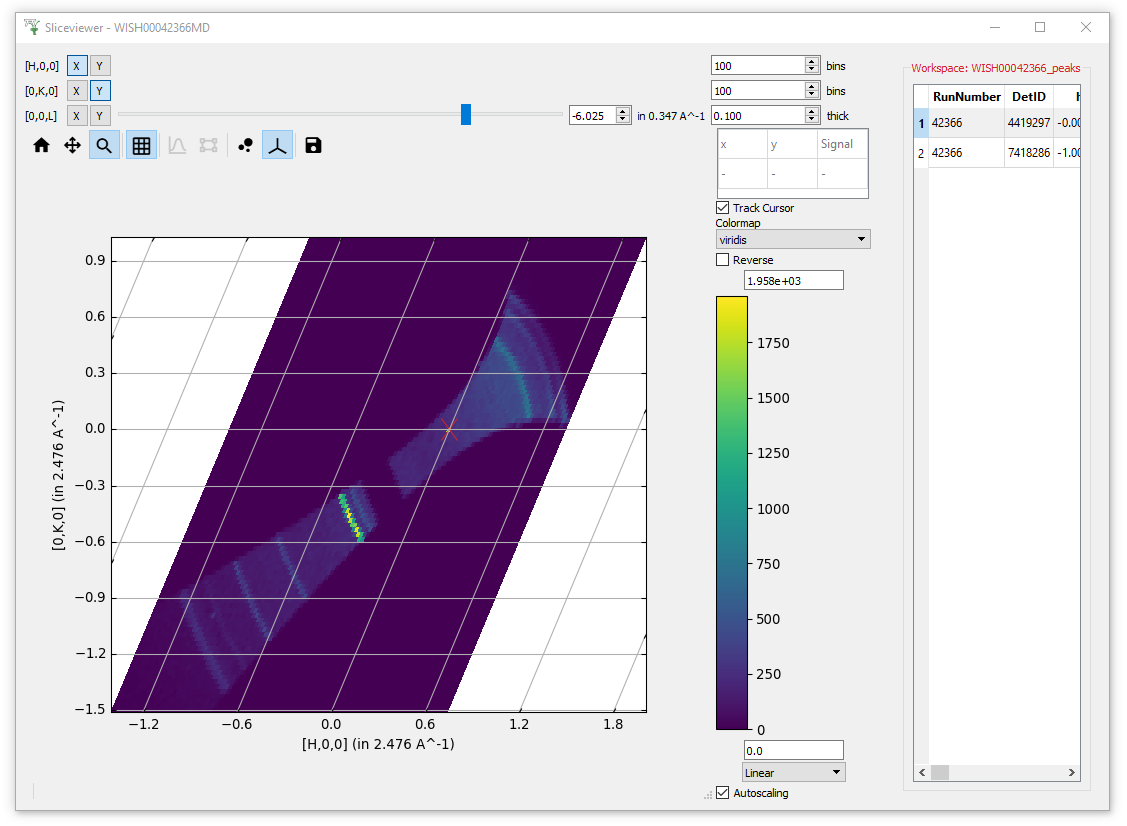 Sliceviewer - WISH00042366MD
[H,0,0] X Y 100 bins
[0,K,0] X Y 100 bins
[0,0,L] X Y -6.025 in 0.347 A^-1 0.100 thick
x y Signal
- - -
Track Cursor
Colormap
viridis
Reverse
1.958e+03
1750
1500
1250
1000
750
500
250
0
0.0
Linear
Autoscaling
0.9
0.6
0.3
0.0
−0.3
−0.6
−0.9
−1.2
−1.5
[0,K,0] (in 2.476 A^-1)
−1.2 −0.6 0.0 0.6 1.2 1.8
[H,0,0] (in 2.476 A^-1)
Workspace: WISH00042366_peaks
RunNumber DetID
1 42366 4419297 -0.00
2 42366 7418286 -1.00